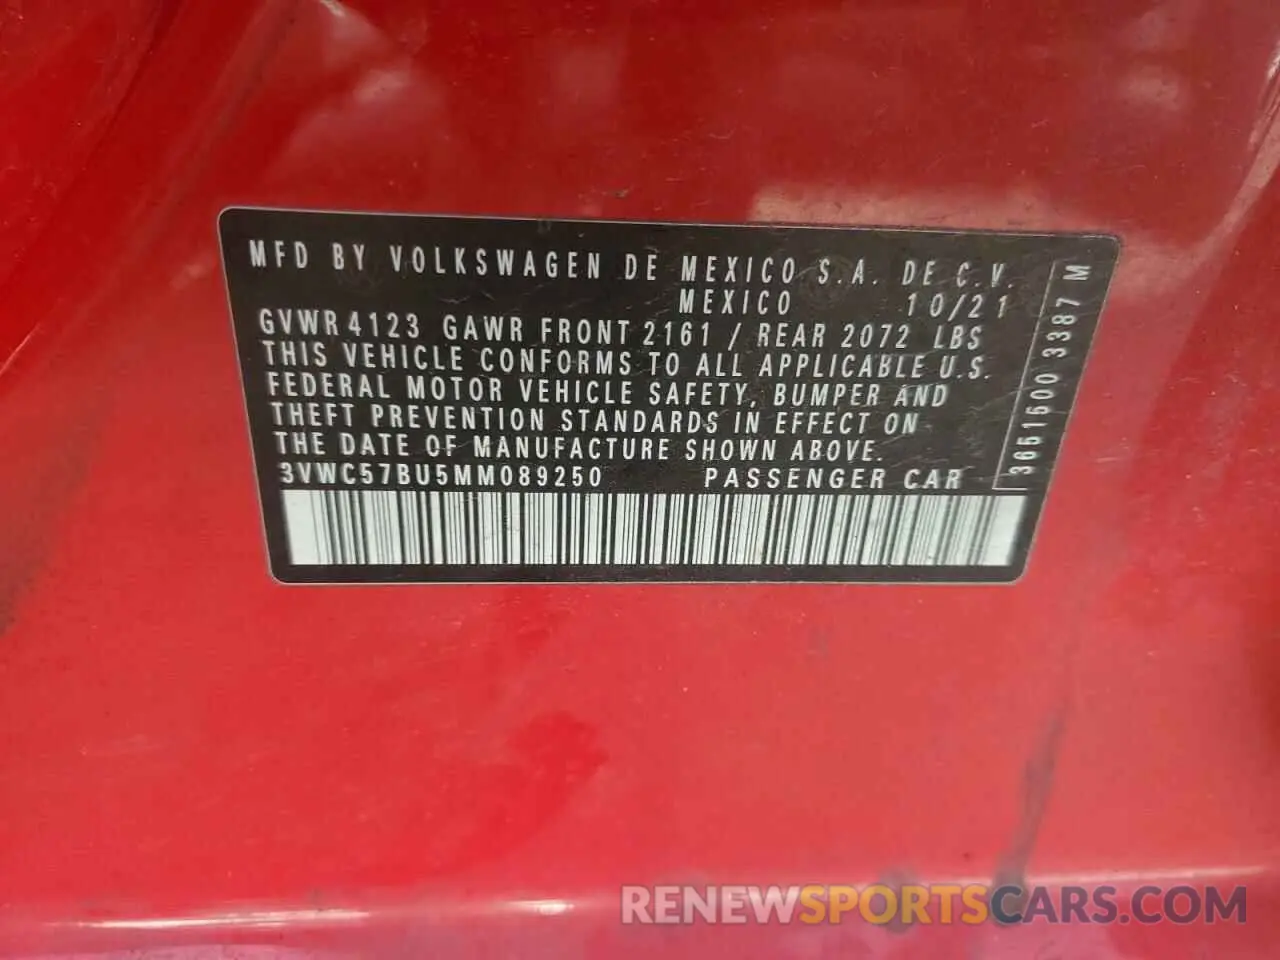 MFD BY VOLKSWAGEN DE MEXICO S.A. DE C.V.
MEXICO 10/21
GVWR 4123 GAWR FRONT 2161 / REAR 2072 LBS
THIS VEHICLE CONFORMS TO ALL APPLICABLE U.S.
FEDERAL MOTOR VEHICLE SAFETY, BUMPER AND
THEFT PREVENTION STANDARDS IN EFFECT ON
THE DATE OF MANUFACTURE SHOWN ABOVE.
3VWC57BU5MM089250 PASSENGER CAR
3661500 3387 M
RENEWSPORTSCARS.COM